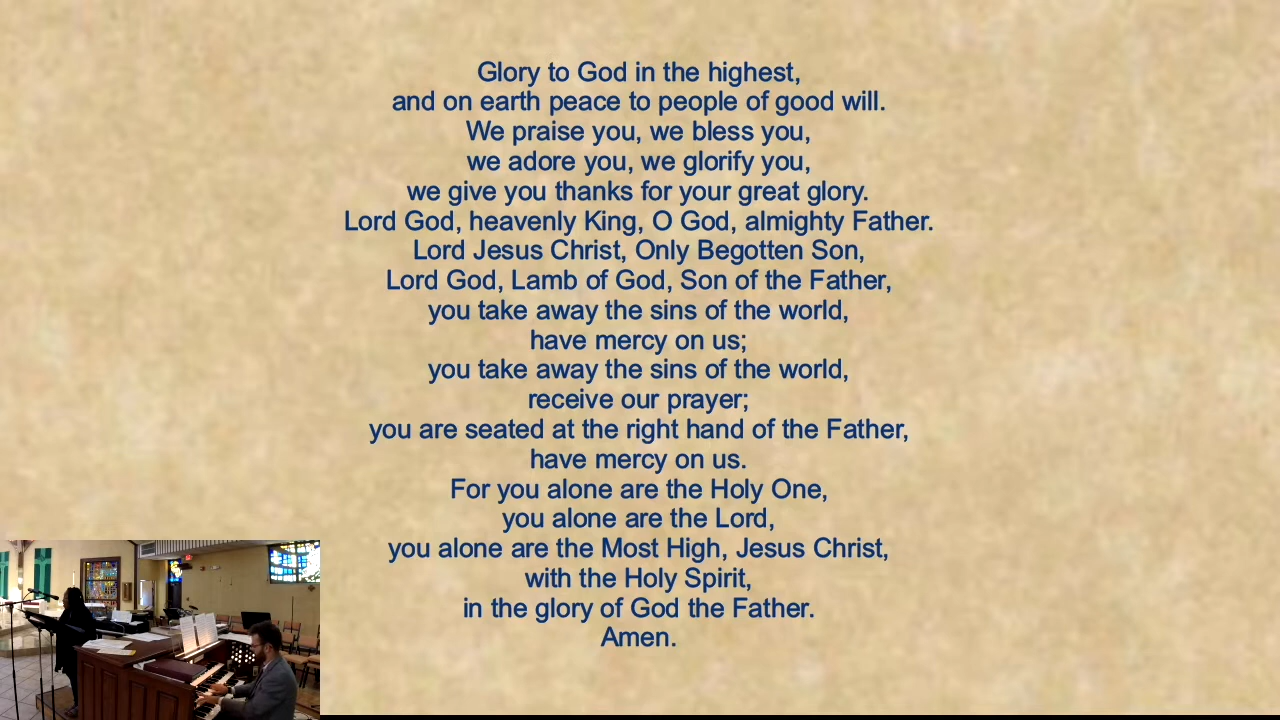 Glory to God in the highest,
and on earth peace to people of good will.
We praise you, we bless you,
we adore you, we glorify you,
we give you thanks for your great glory.
Lord God, heavenly King, O God, almighty Father.
Lord Jesus Christ, Only Begotten Son,
Lord God, Lamb of God, Son of the Father,
you take away the sins of the world,
have mercy on us;
you take away the sins of the world,
receive our prayer;
you are seated at the right hand of the Father,
have mercy on us.
For you alone are the Holy One,
you alone are the Lord,
you alone are the Most High, Jesus Christ,
with the Holy Spirit,
in the glory of God the Father.
Amen.